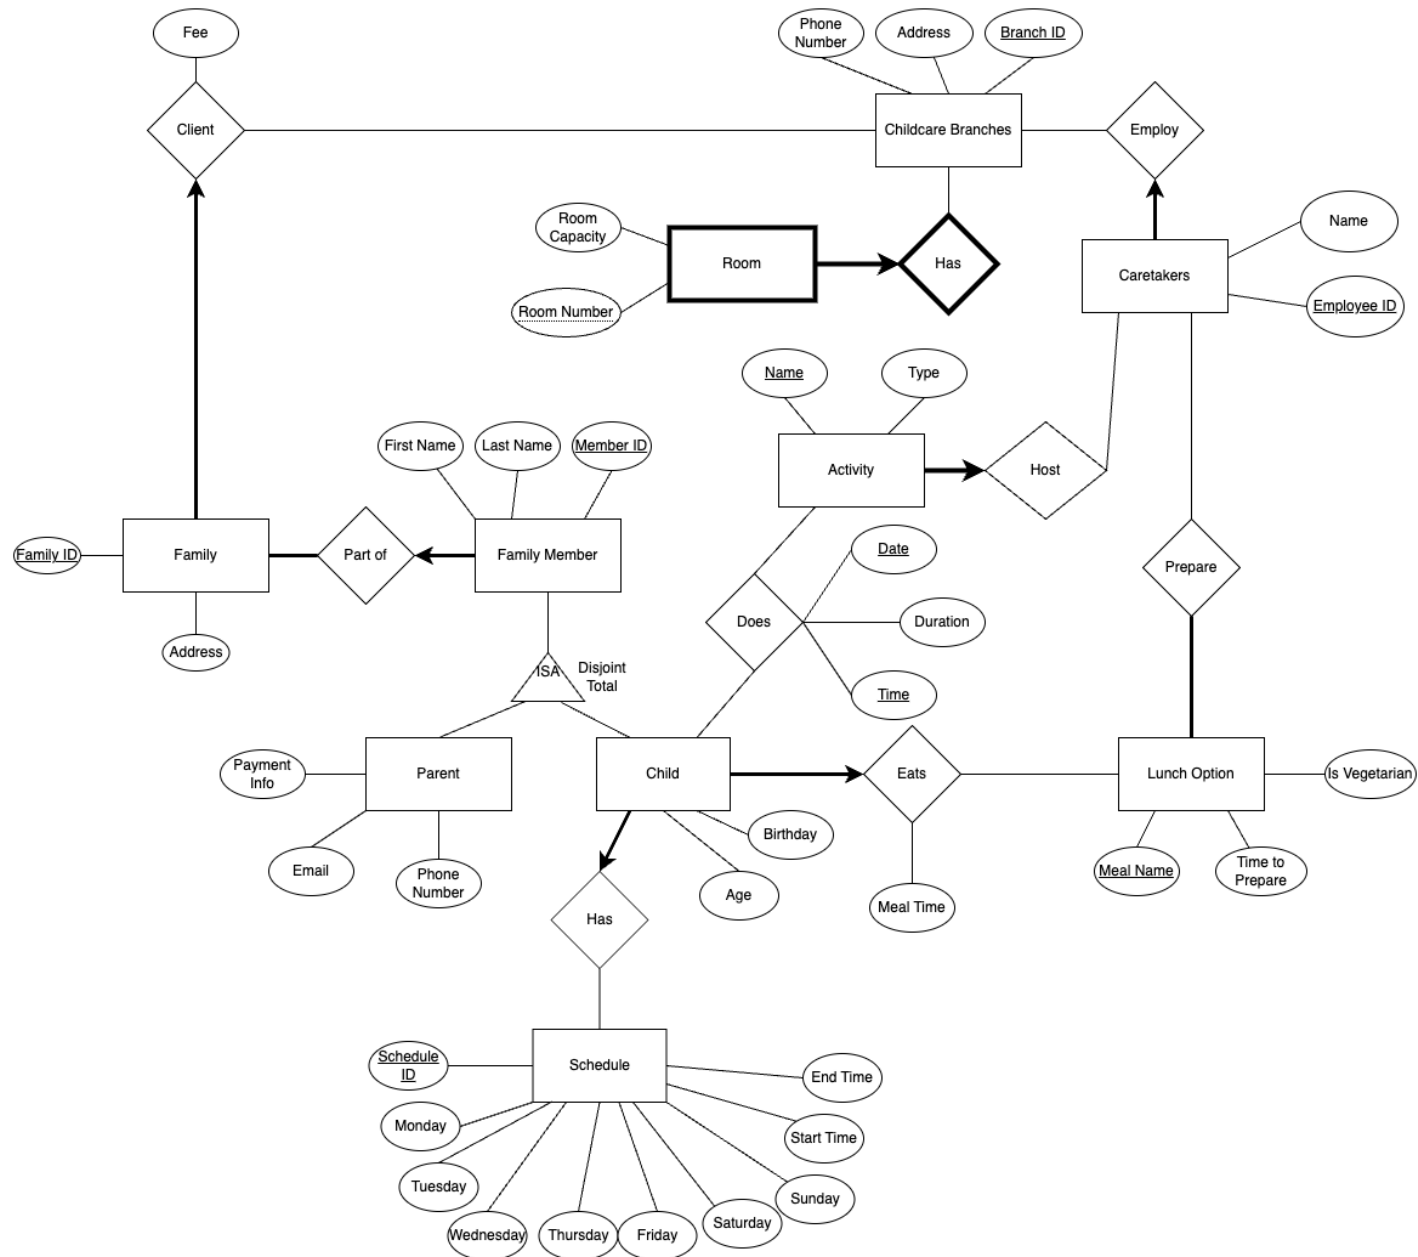 Fee
Phone
Number
Address
Branch ID
Client
Childcare Branches
Employ
Room
Capacity
Room
Has
Name
Caretakers
Room Number
Employee ID
Name
Type
First Name
Last Name
Member ID
Activity
Host
Family ID
Family
Part of
Family Member
Date
Prepare
Does
Duration
Address
ISA
Disjoint
Total
Time
Payment
Info
Parent
Child
Eats
Lunch Option
Is Vegetarian
Birthday
Email
Phone
Number
Age
Meal Name
Time to
Prepare
Meal Time
Has
Schedule
ID
Schedule
End Time
Monday
Start Time
Tuesday
Sunday
Wednesday
Thursday
Friday
Saturday